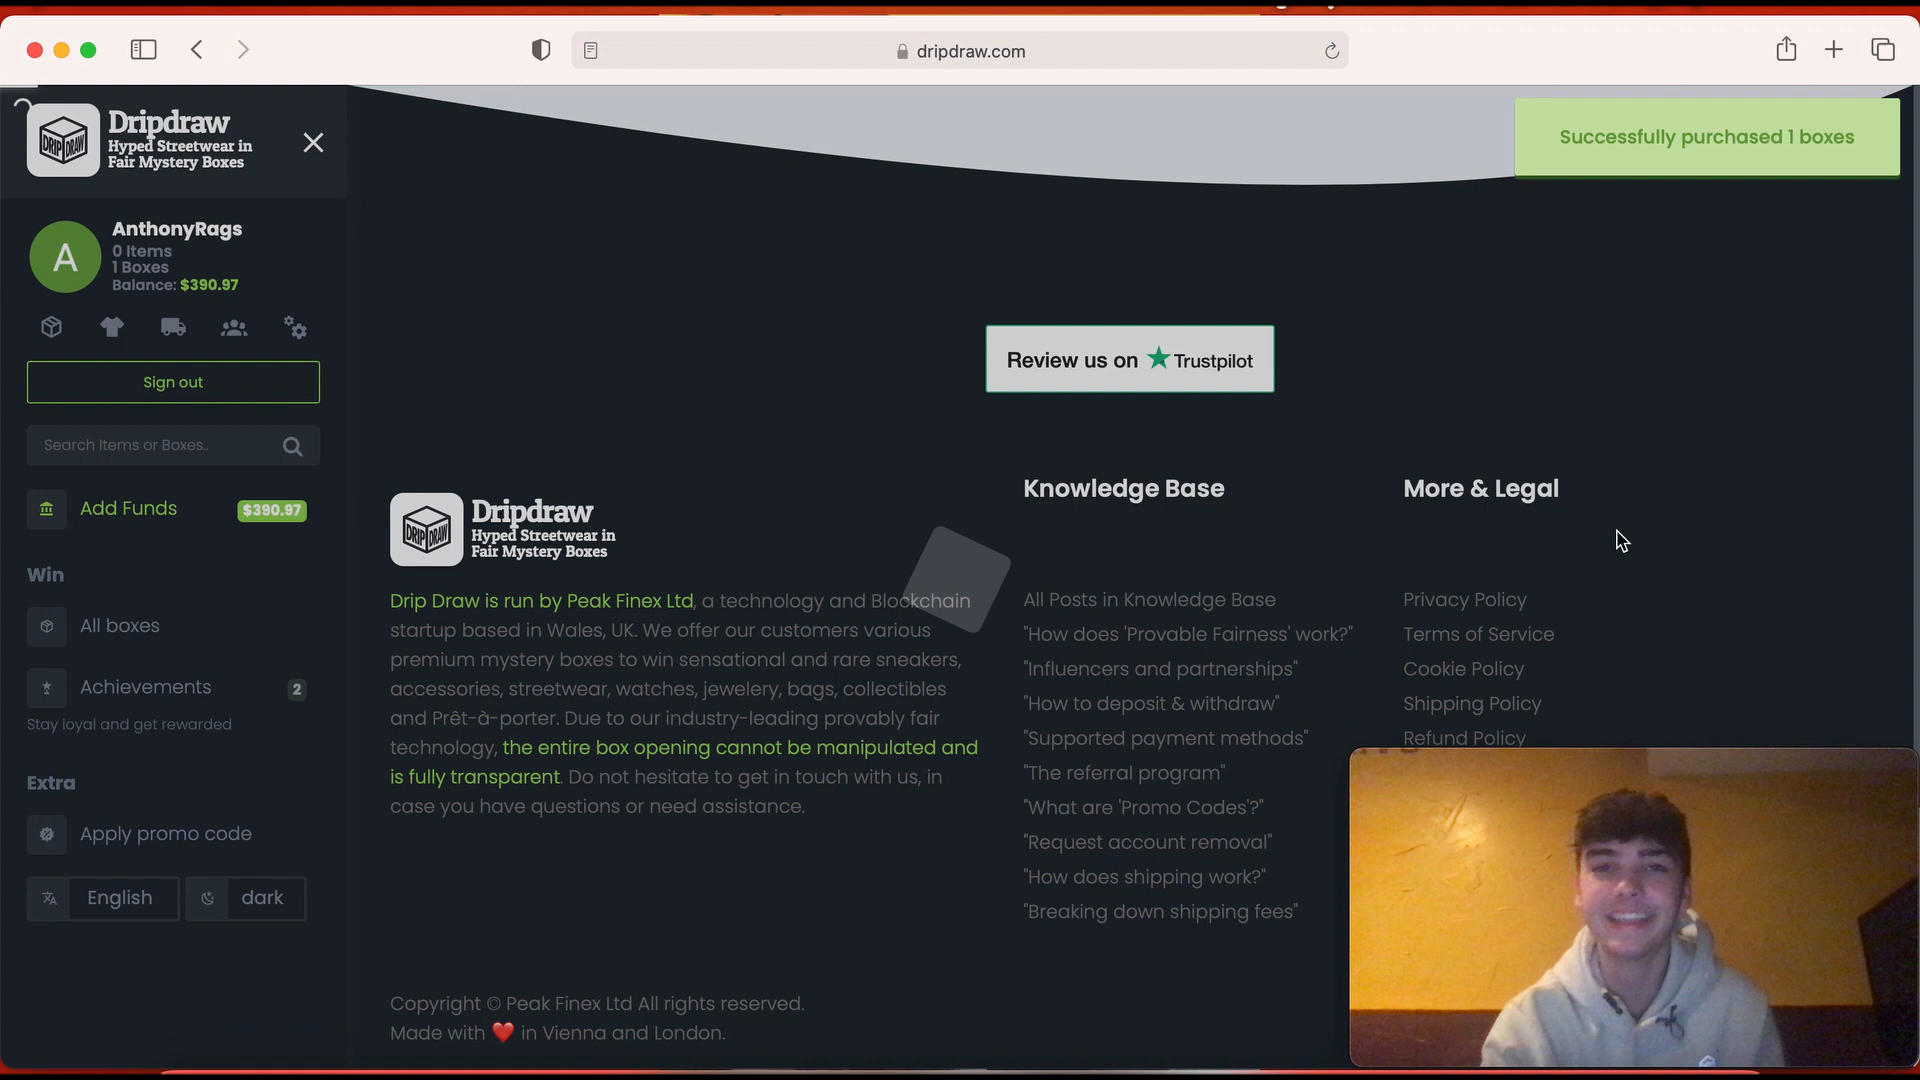 dripdraw.com
Dripdraw
Hyped Streetwear in
Fair Mystery Boxes
Successfully purchased 1 boxes
A
AnthonyRags
0 Items
1 Boxes
Balance: $390.97
Sign out
Search Items or Boxes..
Add Funds $390.97
Win
All boxes
Achievements 2
Stay loyal and get rewarded
Extra
Apply promo code
English dark
Review us on Trustpilot
DRIP DRAW
Dripdraw
Hyped Streetwear in
Fair Mystery Boxes
Drip Draw is run by Peak Finex Ltd, a technology and Blockchain
startup based in Wales, UK. We offer our customers various
premium mystery boxes to win sensational and rare sneakers,
accessories, streetwear, watches, jewelery, bags, collectibles
and Prêt-à-porter. Due to our industry-leading provably fair
technology, the entire box opening cannot be manipulated and
is fully transparent. Do not hesitate to get in touch with us, in
case you have questions or need assistance.
Knowledge Base
All Posts in Knowledge Base
"How does 'Provable Fairness' work?"
"Influencers and partnerships"
"How to deposit & withdraw"
"Supported payment methods"
"The referral program"
"What are 'Promo Codes'?"
"Request account removal"
"How does shipping work?"
"Breaking down shipping fees"
More & Legal
Privacy Policy
Terms of Service
Cookie Policy
Shipping Policy
Refund Policy
Copyright © Peak Finex Ltd All rights reserved.
Made with ❤️ in Vienna and London.